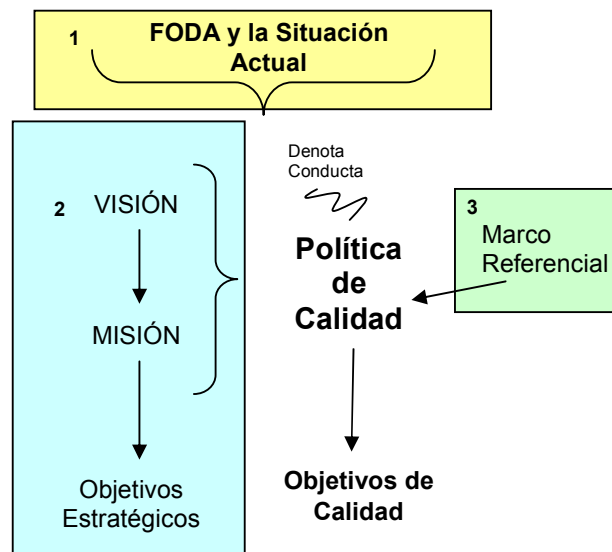 1
FODA y la Situación
Actual
2
VISIÓN
MISIÓN
Objetivos
Estratégicos
Denota
Conducta
Política
de
Calidad
Objetivos de
Calidad
3
Marco
Referencial